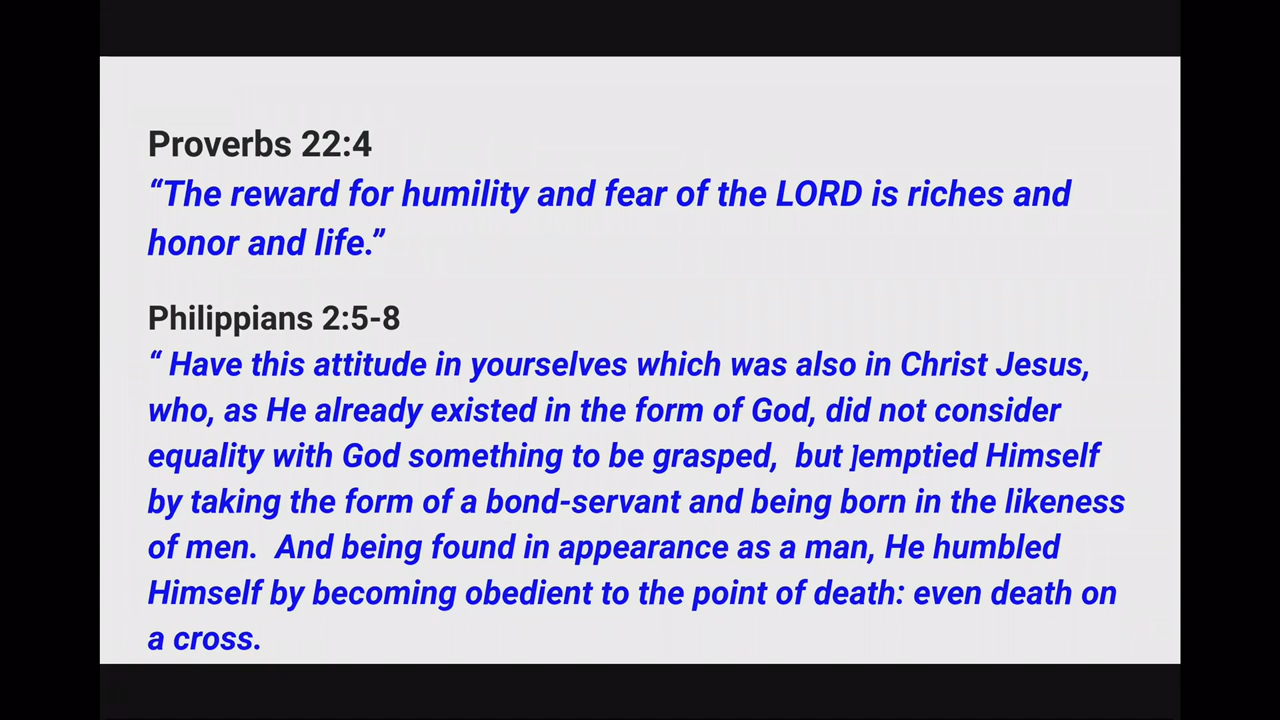 Proverbs 22:4
“The reward for humility and fear of the LORD is riches and
honor and life.”
Philippians 2:5-8
“ Have this attitude in yourselves which was also in Christ Jesus,
who, as He already existed in the form of God, did not consider
equality with God something to be grasped,  but ]emptied Himself
by taking the form of a bond-servant and being born in the likeness
of men.  And being found in appearance as a man, He humbled
Himself by becoming obedient to the point of death: even death on
a cross.